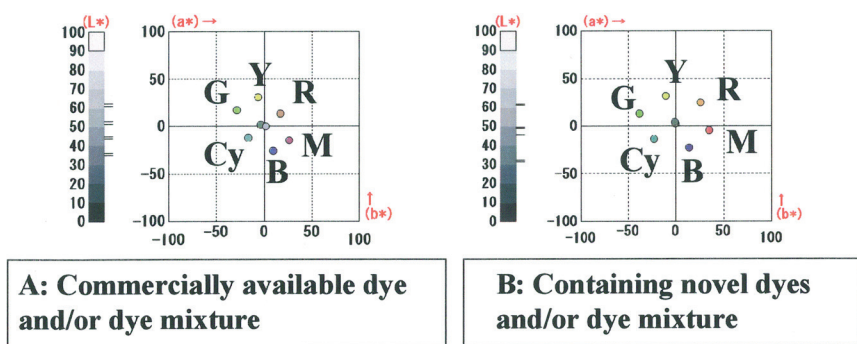 (L*) (a*) →
100
90
80
70
60
50
40
30
20
10
0
100
50
0
-50
-100
-100 -50 0 50 100
Y
G R
Cy M
B
↑
(b*)
(L*) (a*) →
100
90
80
70
60
50
40
30
20
10
0
100
50
0
-50
-100
-100 -50 0 50 100
Y
G R
Cy M
B
↑
(b*)
A: Commercially available dye
and/or dye mixture
B: Containing novel dyes
and/or dye mixture